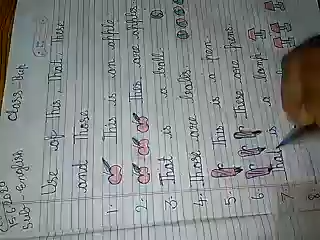 Sub:- English
Class-Prep
Use of This, That, These
and Those.
1. This is an apple
2. These are apples
3. That is a ball
4. Those are balls.
5. This is a pen.
6. These are pens.
7. That is a lamp
8.